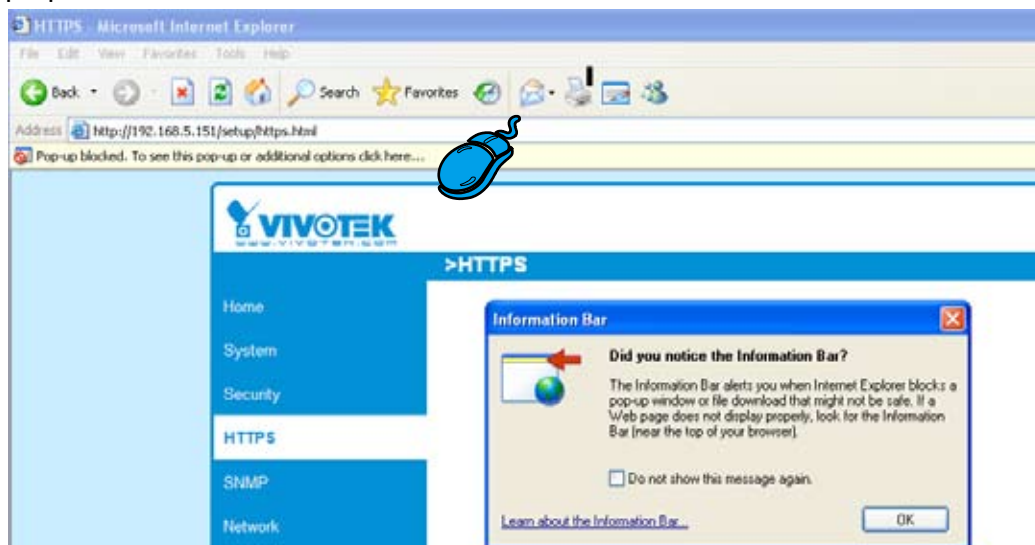 HTTPS - Microsoft Internet Explorer
File Edit View Favorites Tools Help
Back Search Favorites
Address http://192.168.5.151/setup/https.html
Pop-up blocked. To see this pop-up or additional options click here...
VIVOTEK
www.vivotek.com
>HTTPS
Home
System
Security
HTTPS
SNMP
Network
Information Bar
Did you notice the Information Bar?
The Information Bar alerts you when Internet Explorer blocks a
pop-up window or file download that might not be safe. If a
Web page does not display properly, look for the Information
Bar (near the top of your browser).
Do not show this message again.
Learn about the Information Bar...
OK